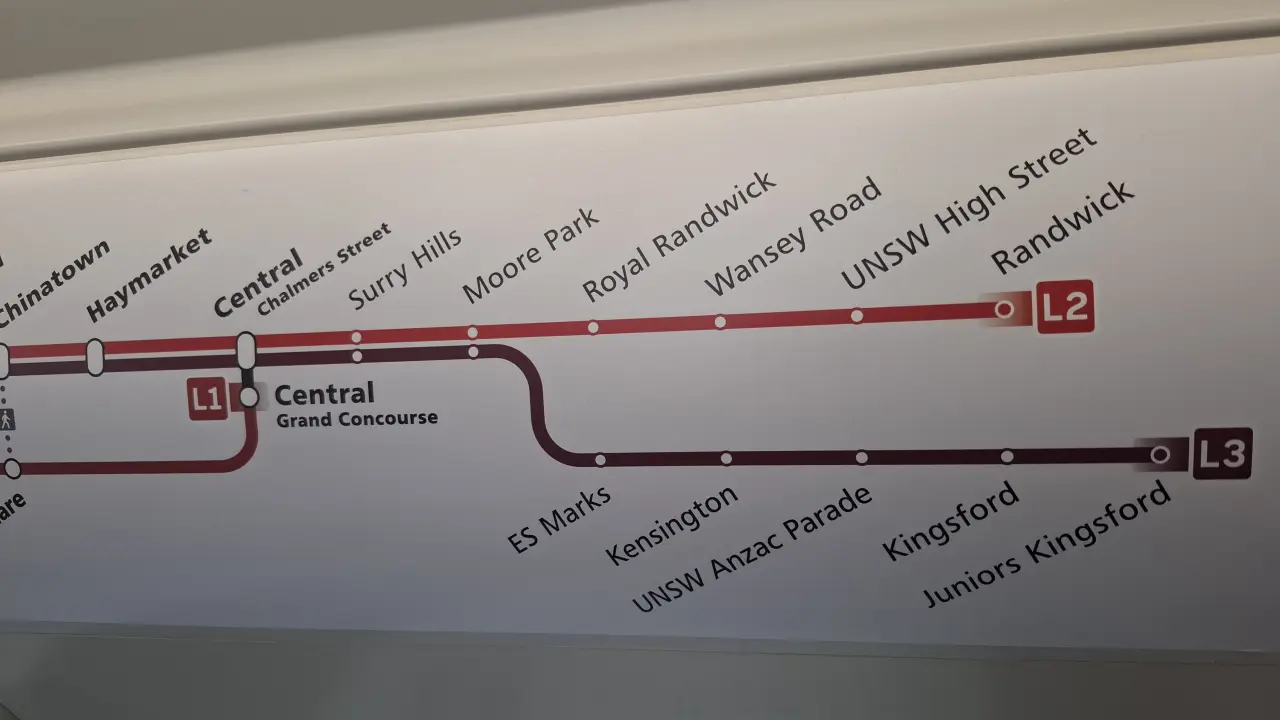 Chinatown
Haymarket
Central
Chalmers Street
Surry Hills
Moore Park
Royal Randwick
Wansey Road
UNSW High Street
Randwick
L2
L1
Central
Grand Concourse
L3
ES Marks
Kensington
UNSW Anzac Parade
Kingsford
Juniors Kingsford